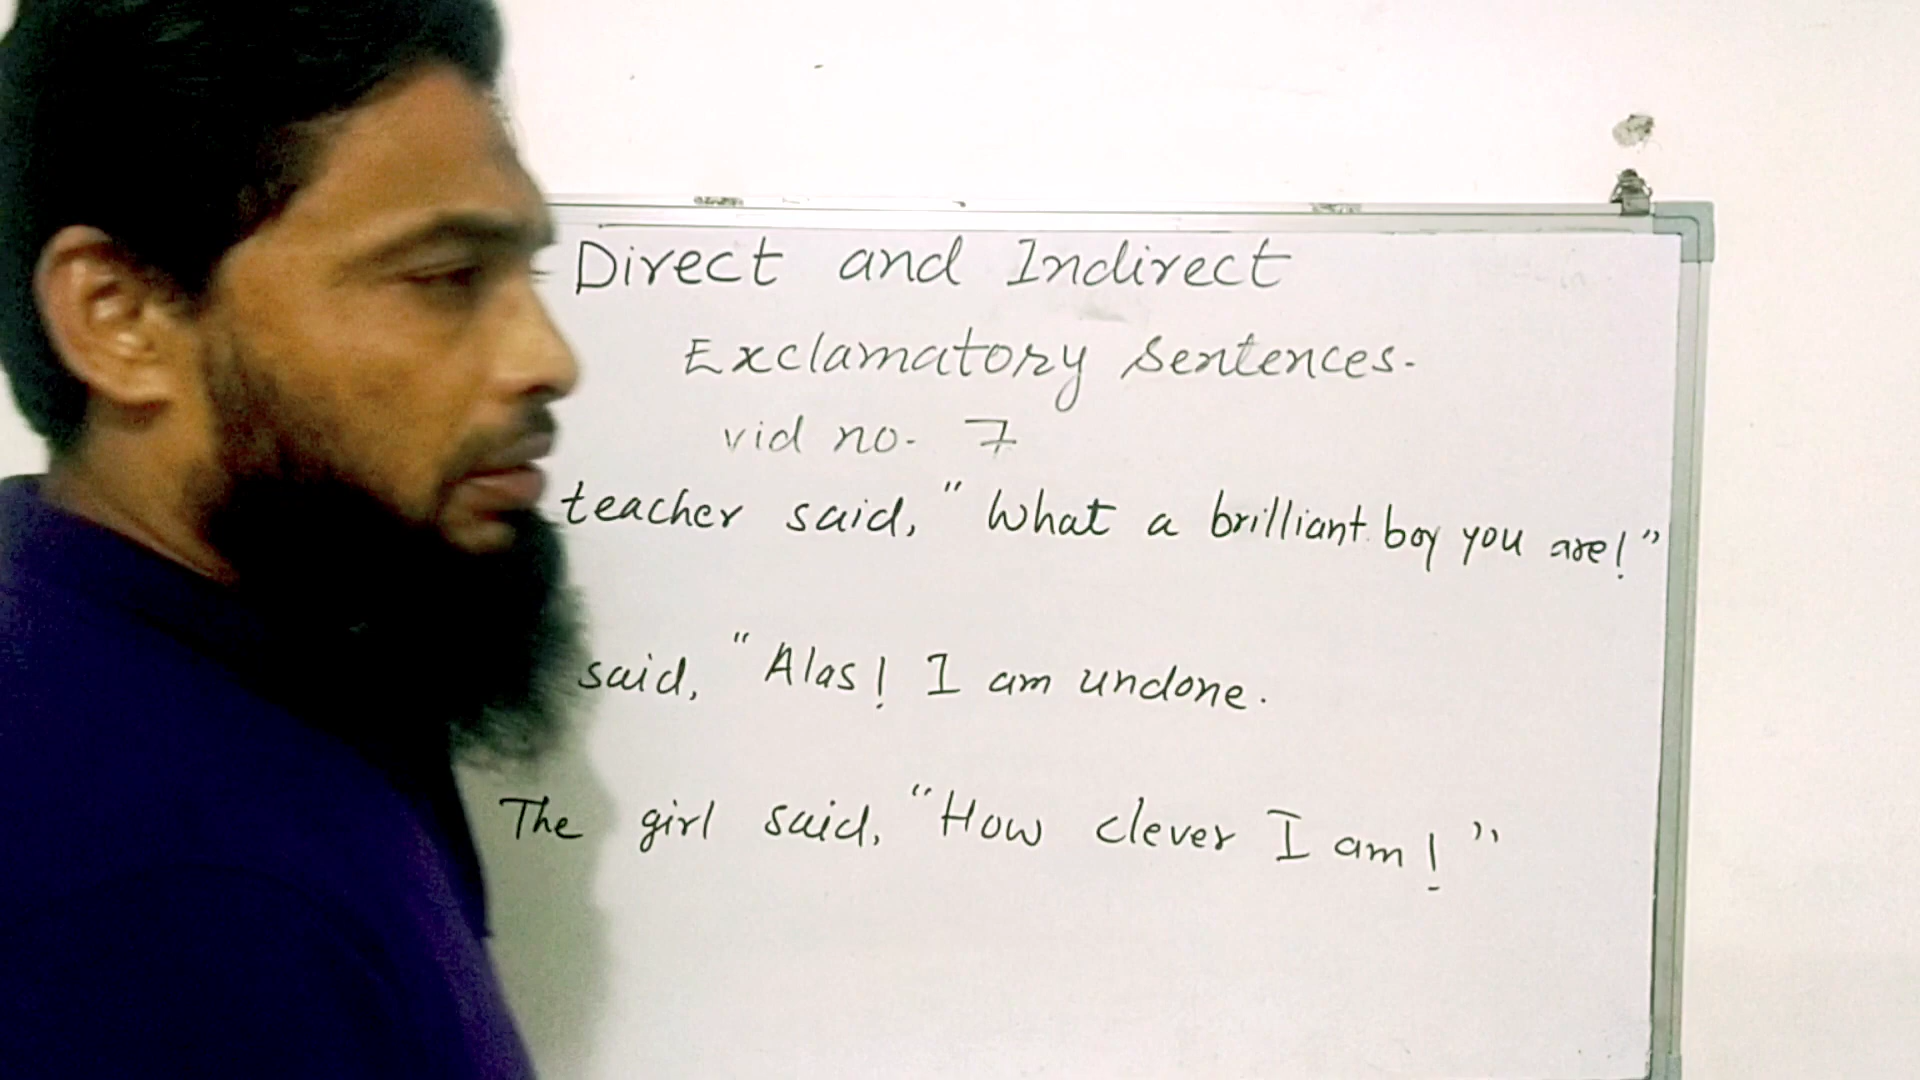 Direct and Indirect
Exclamatory Sentences.
vid no. 7
teacher said, "What a brilliant boy you are!"
said, "Alas! I am undone.
The girl said, "How clever I am!"